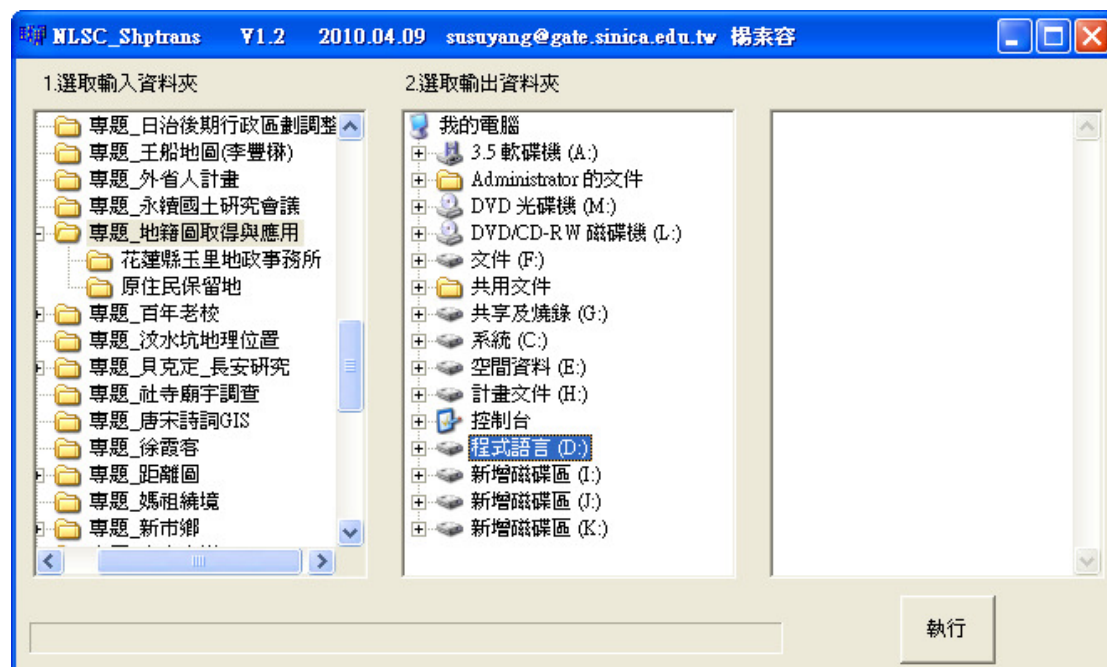 NLSC_Shptrans V1.2 2010.04.09 susuyang@gate.sinica.edu.tw 楊素容
1.選取輸入資料夾
專題_日治後期行政區劃調整
專題_王船地圖(李豐楙)
專題_外省人計畫
專題_永續國土研究會議
專題_地籍圖取得與應用
花蓮縣玉里地政事務所
原住民保留地
專題_百年老校
專題_汶水坑地理位置
專題_貝克定_長安研究
專題_社寺廟宇調查
專題_唐宋詩詞GIS
專題_徐霞客
專題_距離圖
專題_媽祖繞境
專題_新市鄉
2.選取輸出資料夾
我的電腦
3.5 軟碟機 (A:)
Administrator 的文件
DVD 光碟機 (M:)
DVD/CD-RW 磁碟機 (L:)
文件 (F:)
共用文件
共享及燒錄 (G:)
系統 (C:)
空間資料 (E:)
計畫文件 (H:)
控制台
程式語言 (D:)
新增磁碟區 (I:)
新增磁碟區 (J:)
新增磁碟區 (K:)
執行